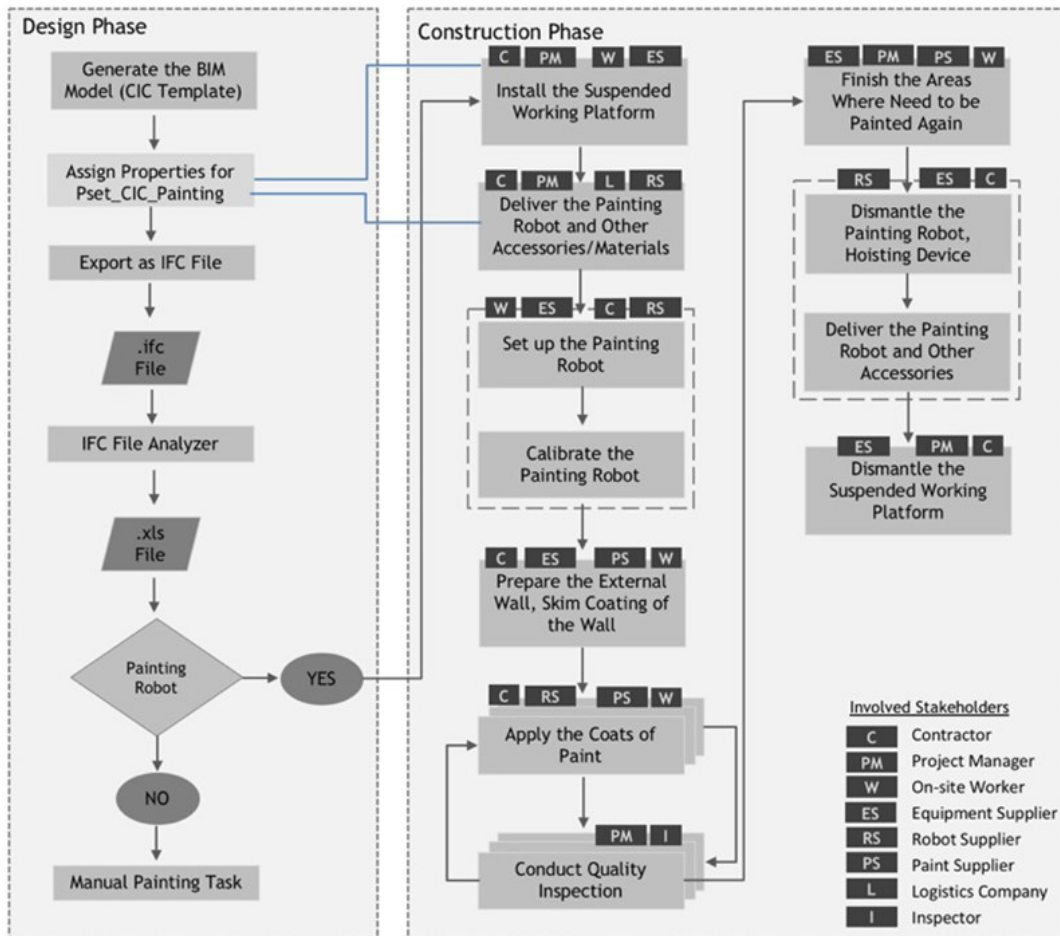 Design Phase
Generate the BIM
Model (CIC Template)
Assign Properties for
Pset_CIC_Painting
Export as IFC File
.ifc
File
IFC File Analyzer
.xls
File
Painting
Robot
YES
NO
Manual Painting Task
Construction Phase
C PM W ES
Install the Suspended
Working Platform
C PM L RS
Deliver the Painting
Robot and Other
Accessories/Materials
W ES C RS
Set up the Painting
Robot
Calibrate the
Painting Robot
C ES PS W
Prepare the External
Wall, Skim Coating of
the Wall
C RS PS W
Apply the Coats of
Paint
PM I
Conduct Quality
Inspection
ES PM PS W
Finish the Areas
Where Need to be
Painted Again
RS ES C
Dismantle the
Painting Robot,
Hoisting Device
Deliver the Painting
Robot and Other
Accessories
ES PM C
Dismantle the
Suspended Working
Platform
Involved Stakeholders
C Contractor
PM Project Manager
W On-site Worker
ES Equipment Supplier
RS Robot Supplier
PS Paint Supplier
L Logistics Company
I Inspector